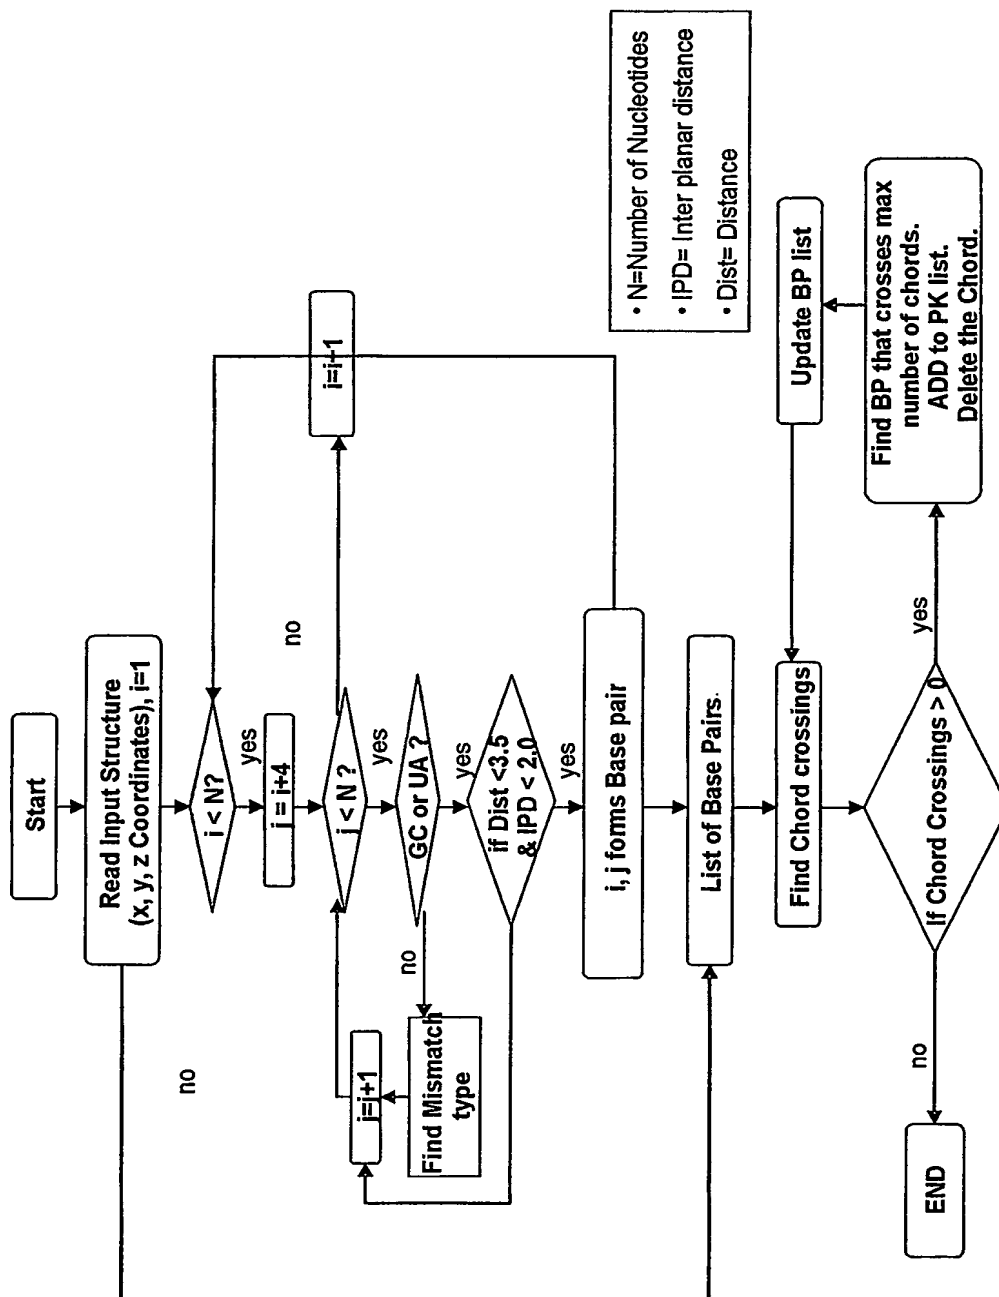 Start
Read Input Structure
(x, y, z Coordinates), i=1
i < N?
yes
no
j = i+4
j < N ?
no
i=i+1
yes
GC or UA ?
no
Find Mismatch
type
j=j+1
yes
if Dist <3.5
& IPD < 2.0
yes
i, j forms Base pair
List of Base Pairs.
Find Chord crossings
If Chord Crossings > 0
no
END
yes
Find BP that crosses max
number of chords.
ADD to PK list.
Delete the Chord.
Update BP list
• N=Number of Nucleotides
• IPD= Inter planar distance
• Dist= Distance